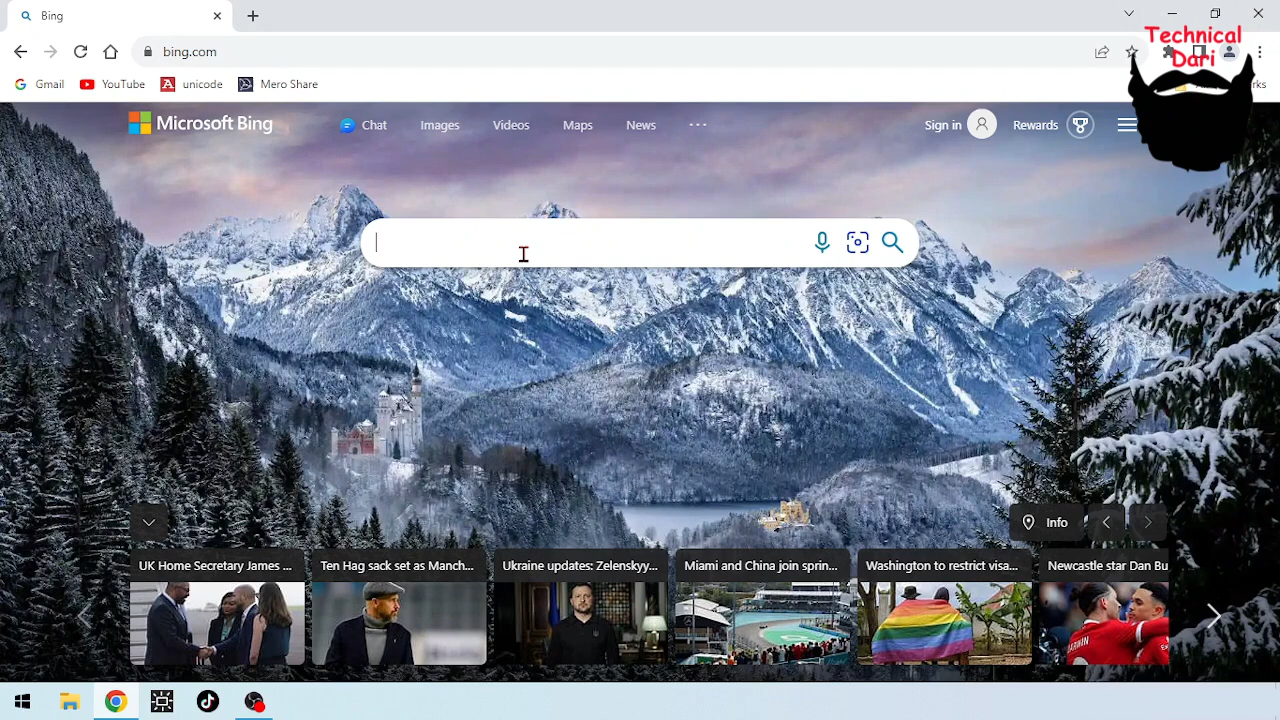 Bing
bing.com
Technical
Dari
Gmail
YouTube
unicode
Mero Share
rks
Microsoft Bing
Chat
Images
Videos
Maps
News
Sign in
Rewards
Info
UK Home Secretary James ...
Ten Hag sack set as Manch...
Ukraine updates: Zelenskyy...
Miami and China join sprin...
Washington to restrict visa...
Newcastle star Dan Bu